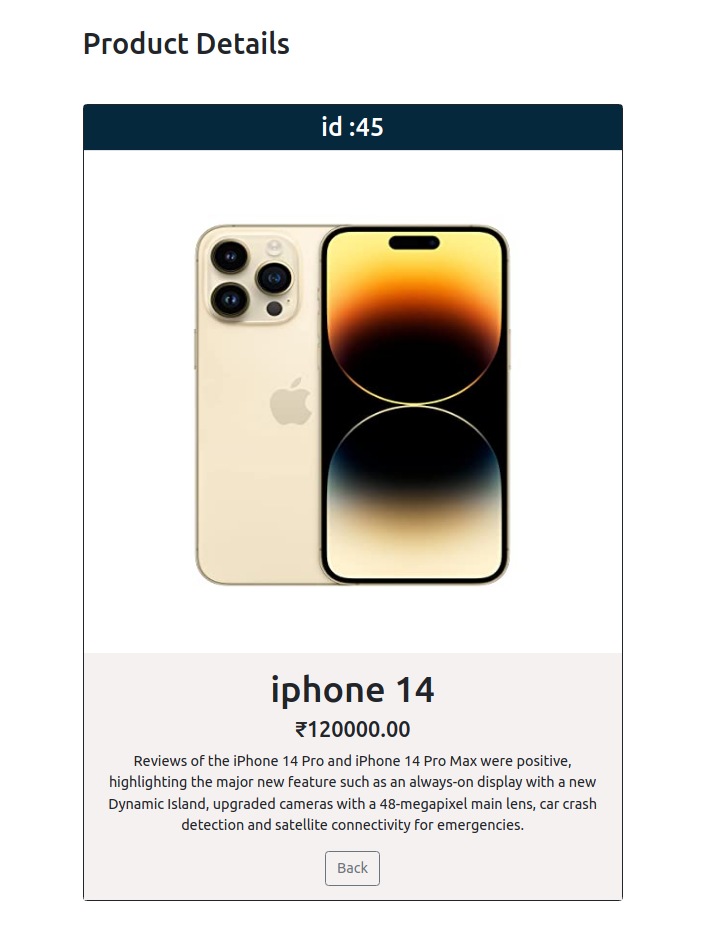 Product Details
id :45
iphone 14
₹120000.00
Reviews of the iPhone 14 Pro and iPhone 14 Pro Max were positive,
highlighting the major new feature such as an always-on display with a new
Dynamic Island, upgraded cameras with a 48-megapixel main lens, car crash
detection and satellite connectivity for emergencies.
Back